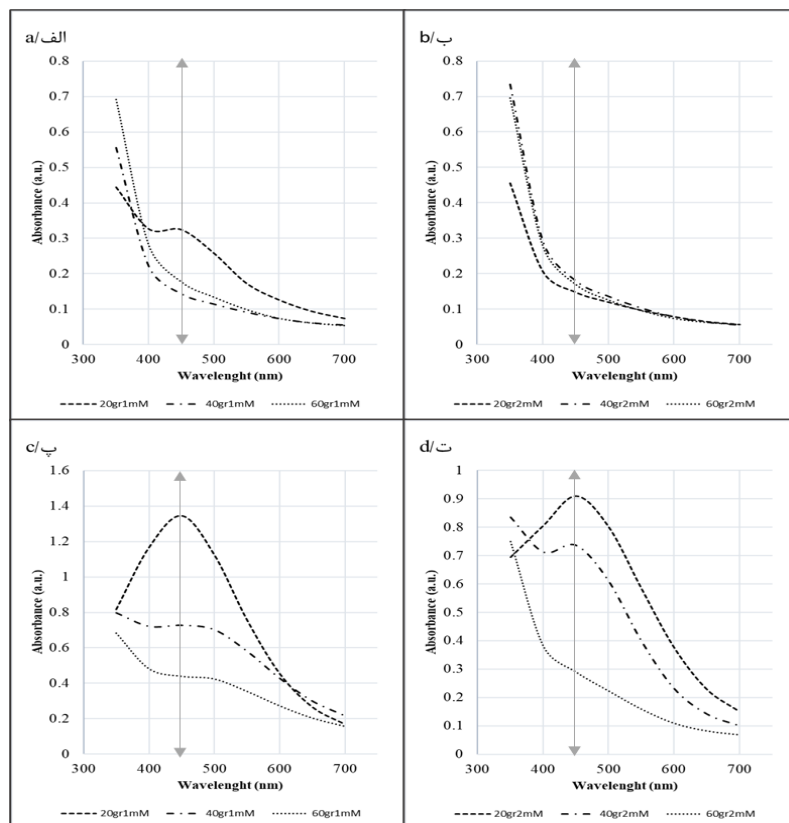 a/الف
0.8
0.7
0.6
0.5
0.4
0.3
0.2
0.1
0
Absorbance (a.u.)
300 400 500 600 700
Wavelenght (nm)
20gr1mM 40gr1mM 60gr1mM
b/ب
0.8
0.7
0.6
0.5
0.4
0.3
0.2
0.1
0
Absorbance (a.u.)
300 400 500 600 700
Wavelenght (nm)
20gr2mM 40gr2mM 60gr2mM
c/پ
1.6
1.4
1.2
1
0.8
0.6
0.4
0.2
0
Absorbance (a.u.)
300 400 500 600 700
Wavelenght (nm)
20gr1mM 40gr1mM 60gr1mM
d/ت
1
0.9
0.8
0.7
0.6
0.5
0.4
0.3
0.2
0.1
0
Absorbance (a.u.)
300 400 500 600 700
Wavelenght (nm)
20gr2mM 40gr2mM 60gr2mM